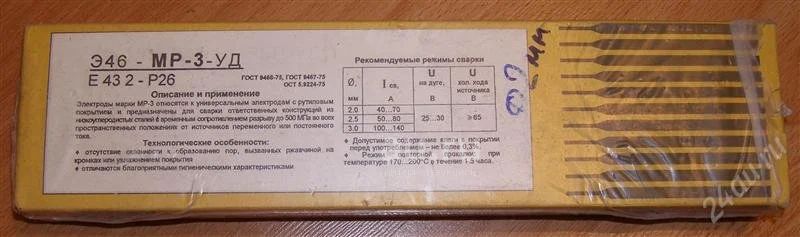 Э46 - МР-3-УД
Е 43 2 - Р26
ГОСТ 9466-75, ГОСТ 9467-75
ОСТ 5.9224-75
Описание и применение
Электроды марки МР-3 относятся к универсальным электродам с рутиловым
покрытием и предназначены для сварки ответственных конструкций из
низкоуглеродистых сталей с временным сопротивлением разрыву до 500 МПа во всех
пространственных положениях от источников переменного или постоянного
тока.
Технологические особенности:
• отсутствие склонности к образованию пор, вызванных ржавчиной на
кромках или увлажнением покрытия
• отличаются благоприятными гигиеническими характеристиками
Рекомендуемые режимы сварки
Ø, мм I св, А U на дуге, В U хол. хода источника В
2.0 40...70
2.5 50...80 25...30 ≥65
3.0 100...140
• Допустимое содержание влаги в покрытии
перед употреблением – не более 0,3%.
• Режим повторной прокалки: при
температуре 170...200°С в течение 1.5 часа.
мм
24au.ru